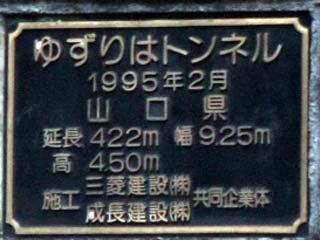 ゆずりはトンネル
1995年2月
山口県
延長 422m 幅 9.25m
高 4.50m
施工 三菱建設㈱ 共同企業体
成長建設㈱